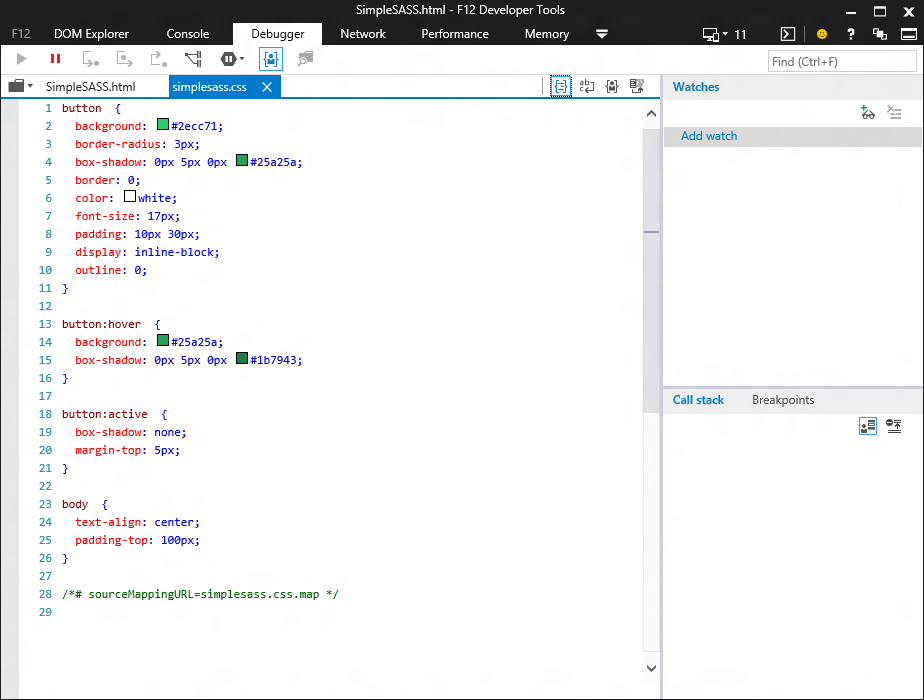 SimpleSASS.html - F12 Developer Tools
F12 DOM Explorer Console Debugger Network Performance Memory 11 ?
Find (Ctrl+F)
SimpleSASS.html simplesass.css
Watches
Add watch
1 button {
2 background: #2ecc71;
3 border-radius: 3px;
4 box-shadow: 0px 5px 0px #25a25a;
5 border: 0;
6 color: white;
7 font-size: 17px;
8 padding: 10px 30px;
9 display: inline-block;
10 outline: 0;
11 }
12
13 button:hover {
14 background: #25a25a;
15 box-shadow: 0px 5px 0px #1b7943;
16 }
17
18 button:active {
19 box-shadow: none;
20 margin-top: 5px;
21 }
22
23 body {
24 text-align: center;
25 padding-top: 100px;
26 }
27
28 /*# sourceMappingURL=simplesass.css.map */
29
Call stack Breakpoints